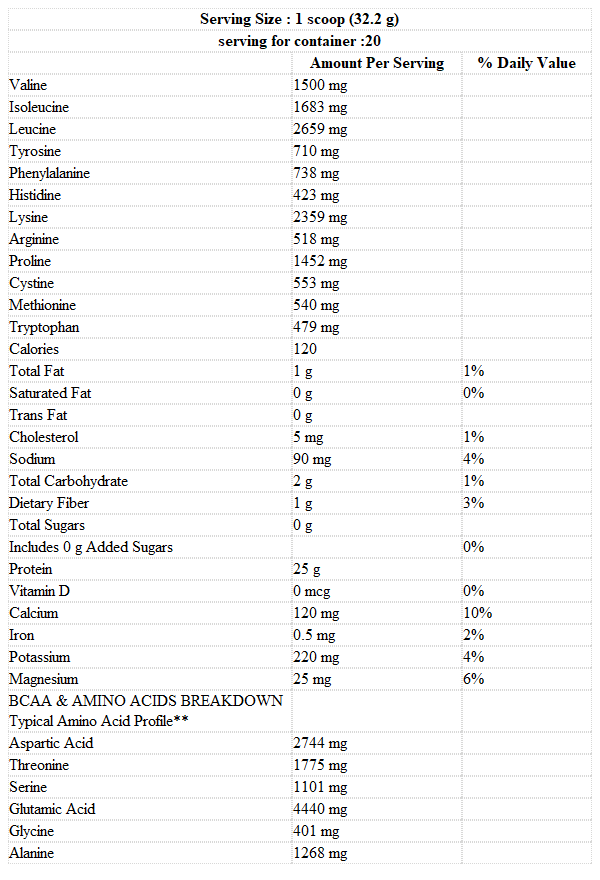 Serving Size : 1 scoop (32.2 g)
serving for container :20
Amount Per Serving % Daily Value
Valine 1500 mg
Isoleucine 1683 mg
Leucine 2659 mg
Tyrosine 710 mg
Phenylalanine 738 mg
Histidine 423 mg
Lysine 2359 mg
Arginine 518 mg
Proline 1452 mg
Cystine 553 mg
Methionine 540 mg
Tryptophan 479 mg
Calories 120
Total Fat 1 g 1%
Saturated Fat 0 g 0%
Trans Fat 0 g
Cholesterol 5 mg 1%
Sodium 90 mg 4%
Total Carbohydrate 2 g 1%
Dietary Fiber 1 g 3%
Total Sugars 0 g
Includes 0 g Added Sugars 0%
Protein 25 g
Vitamin D 0 mcg 0%
Calcium 120 mg 10%
Iron 0.5 mg 2%
Potassium 220 mg 4%
Magnesium 25 mg 6%
BCAA & AMINO ACIDS BREAKDOWN
Typical Amino Acid Profile**
Aspartic Acid 2744 mg
Threonine 1775 mg
Serine 1101 mg
Glutamic Acid 4440 mg
Glycine 401 mg
Alanine 1268 mg